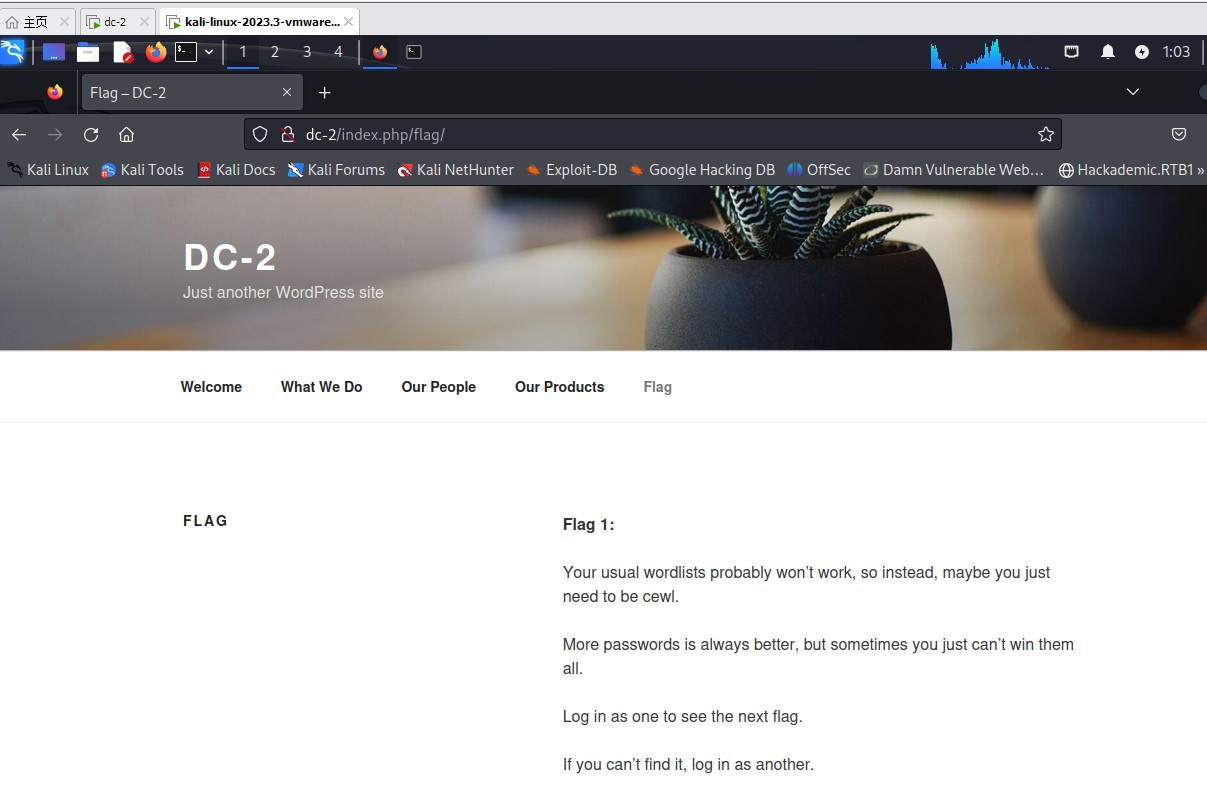 主页 dc-2 kali-linux-2023.3-vmware...
1 2 3 4 1:03
Flag – DC-2
dc-2/index.php/flag/
Kali Linux Kali Tools Kali Docs Kali Forums Kali NetHunter Exploit-DB Google Hacking DB OffSec Damn Vulnerable Web… Hackademic.RTB1 »
DC-2
Just another WordPress site
Welcome What We Do Our People Our Products Flag
FLAG
Flag 1:
Your usual wordlists probably won’t work, so instead, maybe you just
need to be cewl.
More passwords is always better, but sometimes you just can’t win them
all.
Log in as one to see the next flag.
If you can’t find it, log in as another.